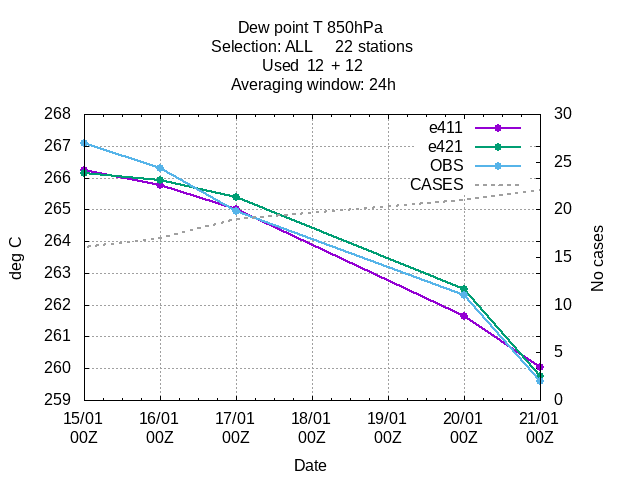 Dew point T 850hPa
Selection: ALL 22 stations
Used 12 + 12
Averaging window: 24h
268
267
266
265
264
263
262
261
260
259
deg C
30
25
20
15
10
5
0
No cases
e411
e421
OBS
CASES
15/01 16/01 17/01 18/01 19/01 20/01 21/01
00Z 00Z 00Z 00Z 00Z 00Z 00Z
Date